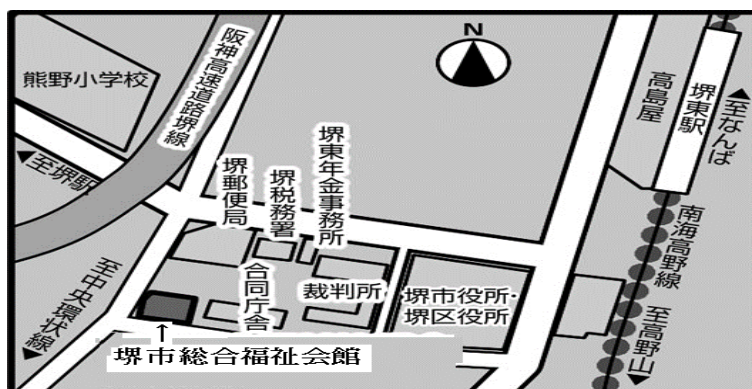 N
熊野小学校
阪神高速道路堺線
高島屋
堺東駅
至なんば
至堺駅
堺郵便局
堺税務署
堺東年金事務所
南海高野線
合同庁舎
裁判所
堺市役所・
堺区役所
至中央環状線
至高野山
↑
堺市総合福祉会館